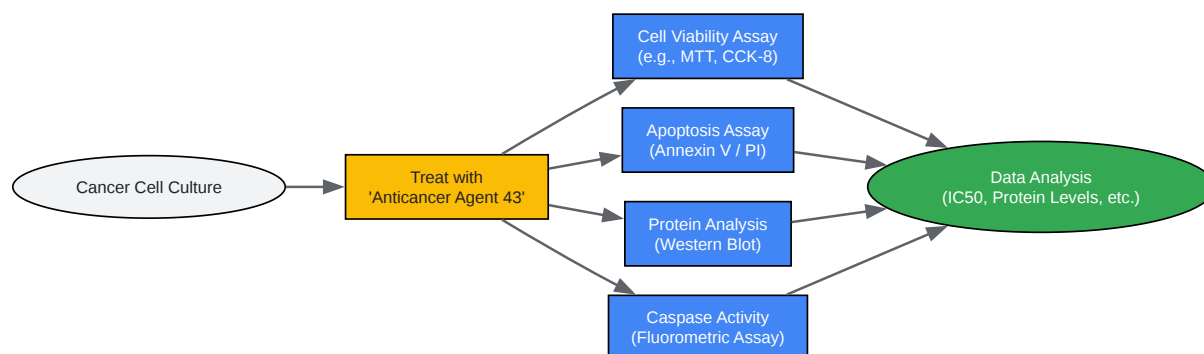 Cancer Cell Culture
Treat with
'Anticancer Agent 43'
Cell Viability Assay
(e.g., MTT, CCK-8)
Apoptosis Assay
(Annexin V / PI)
Protein Analysis
(Western Blot)
Caspase Activity
(Fluorometric Assay)
Data Analysis
(IC50, Protein Levels, etc.)